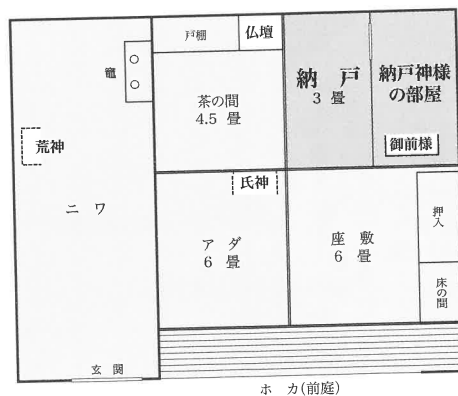 戸棚
仏壇
竈
納 戸
3 畳
納戸神様
の部屋
御前様
茶の間
4.5 畳
荒神
ニ ワ
氏神
ア ダ
6 畳
座 敷
6 畳
押入
床の間
玄 関
ホ カ(前庭)